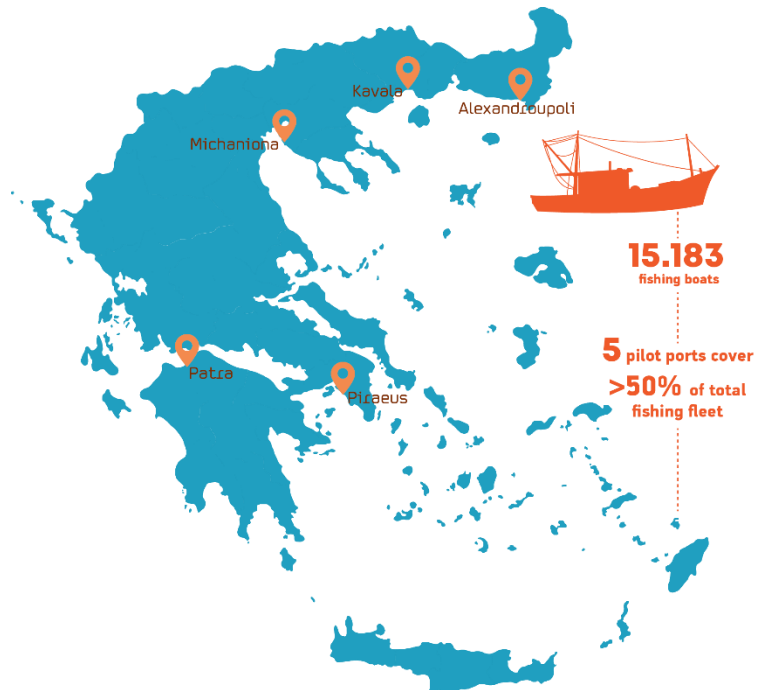 Kavala
Alexandroupoli
Michaniona
15.183
fishing boats
5 pilot ports cover
>50% of total
fishing fleet
Patra
Piraeus